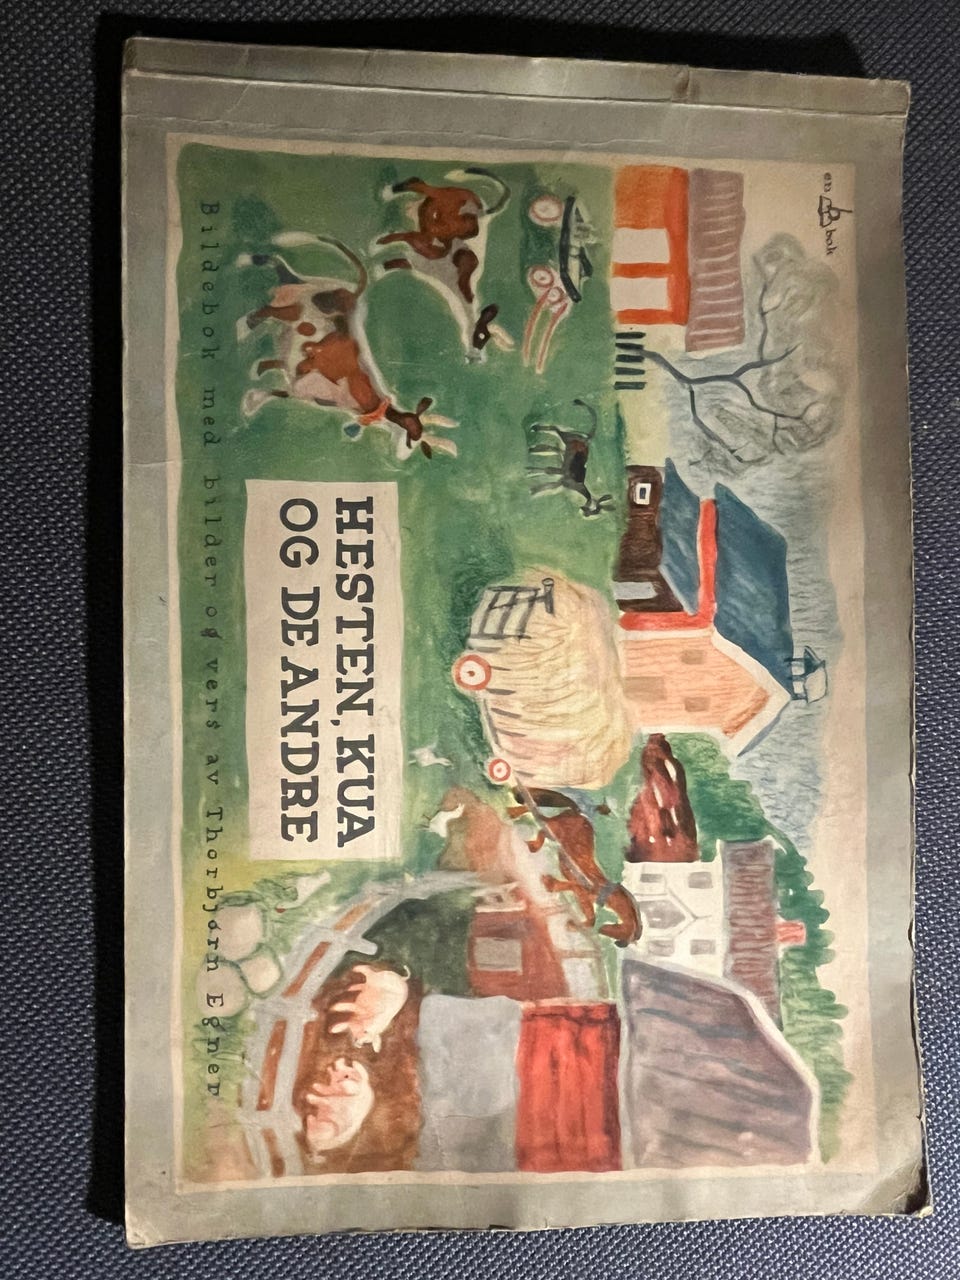 en bok
HESTEN, KUA
OG DE ANDRE
Bildebok med bilder og vers av Thorbjørn Egner